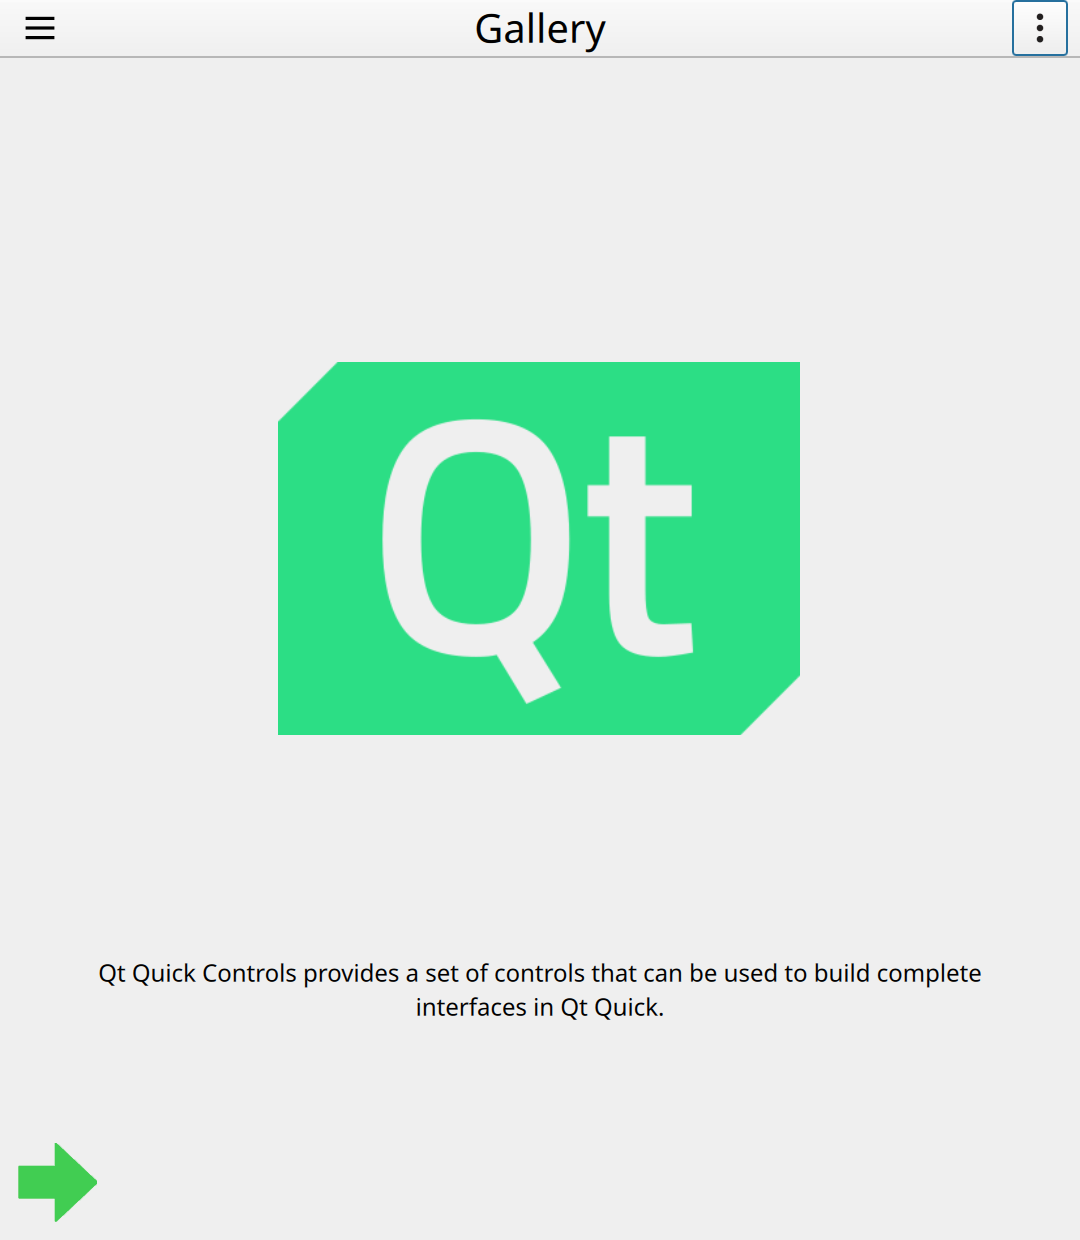 Gallery
Qt
Qt Quick Controls provides a set of controls that can be used to build complete
interfaces in Qt Quick.